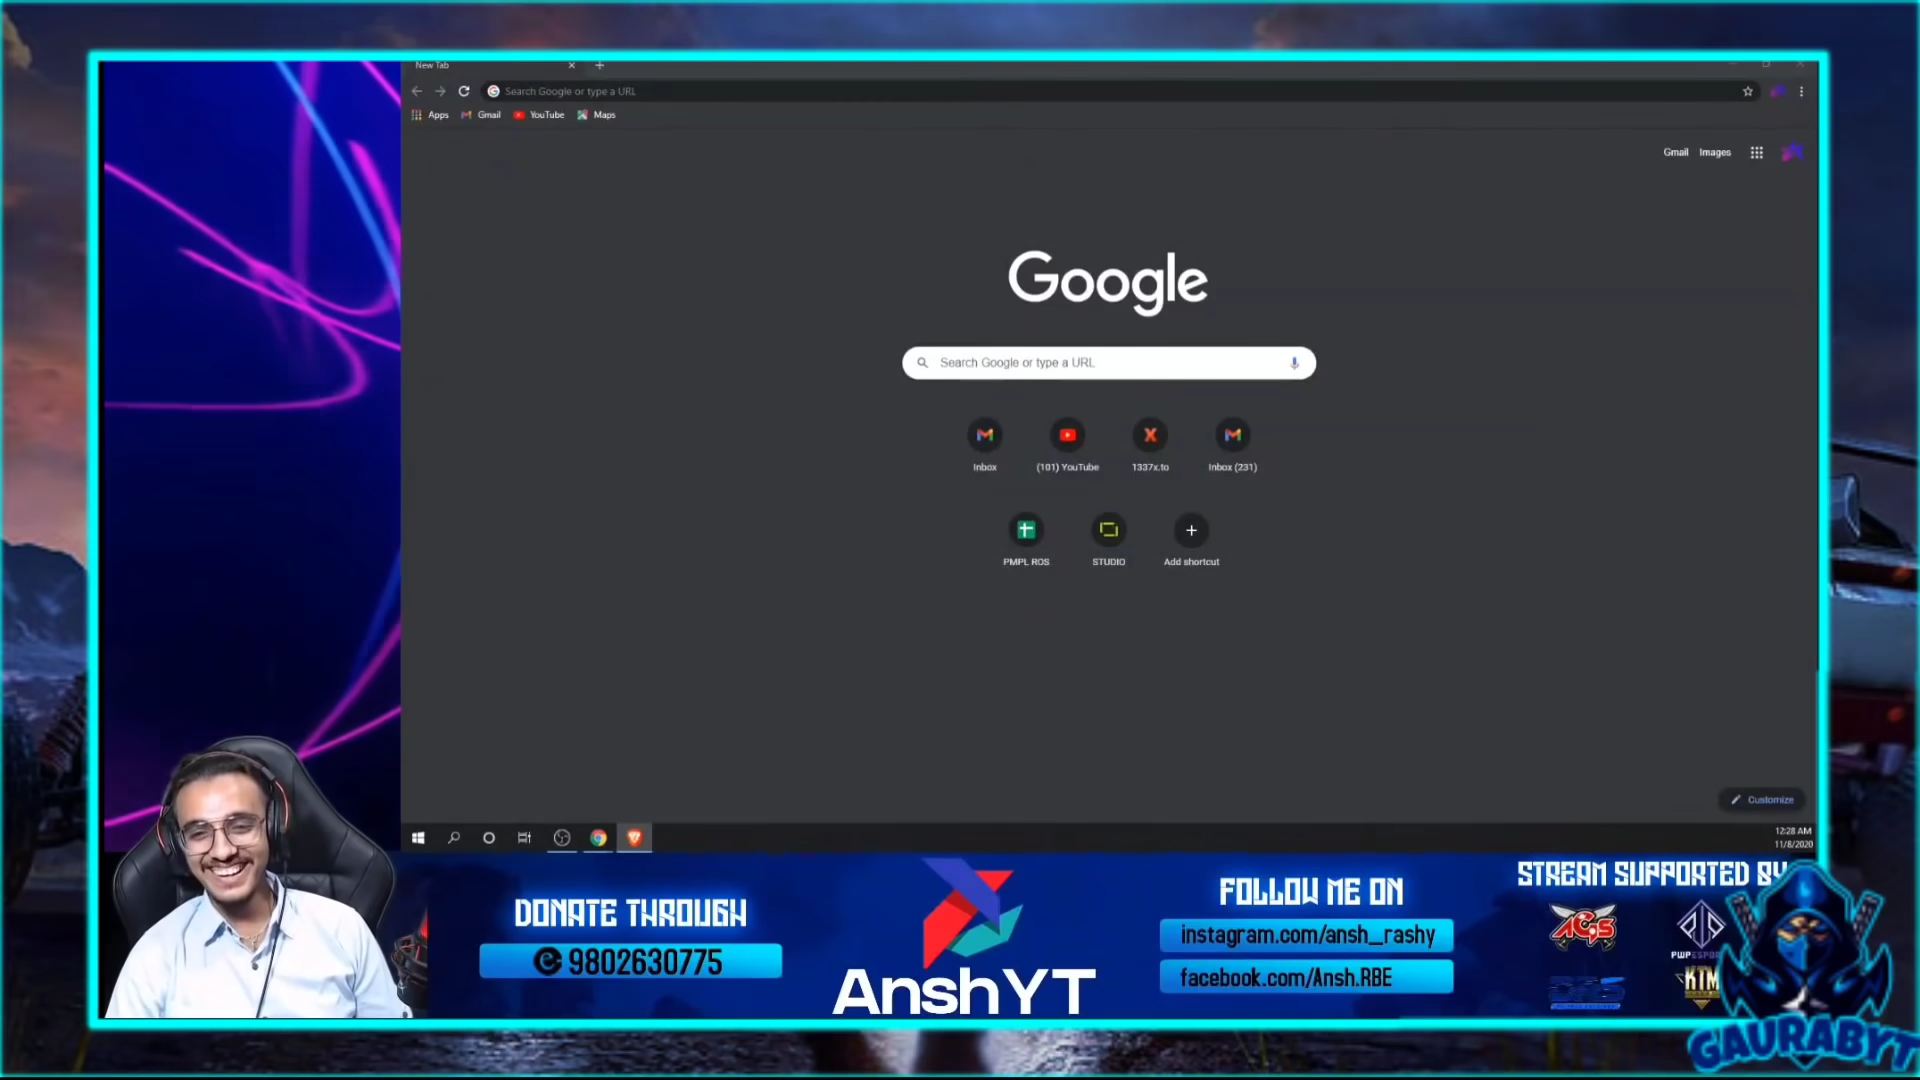 New Tab
Search Google or type a URL
Apps Gmail YouTube Maps
Gmail Images
Google
Search Google or type a URL
Inbox (101) YouTube 1337x.to Inbox (231)
PMPL ROS STUDIO Add shortcut
Customize
12:28 AM
11/8/2020
DONATE THROUGH
9802630775
AnshYT
FOLLOW ME ON
instagram.com/ansh_rashy
facebook.com/Ansh.RBE
STREAM SUPPORTED BY
ACS
KTM
GAURABYT